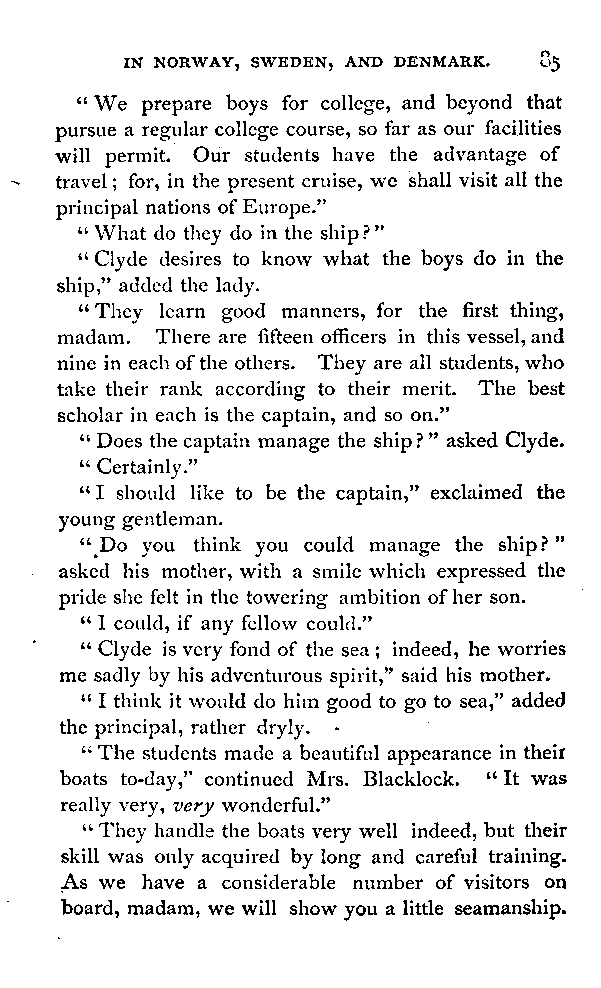 IN NORWAY, SWEDEN, AND DENMARK. 85
“ We prepare boys for college, and beyond that
pursue a regular college course, so far as our facilities
will permit. Our students have the advantage of
travel; for, in the present cruise, we shall visit all the
principal nations of Europe.”
“ What do they do in the ship?”
“ Clyde desires to know what the boys do in the
ship,” added the lady.
“ They learn good manners, for the first thing,
madam. There are fifteen officers in this vessel, and
nine in each of the others. They are all students, who
take their rank according to their merit. The best
scholar in each is the captain, and so on.”
“ Does the captain manage the ship?” asked Clyde.
“ Certainly.”
“ I should like to be the captain,” exclaimed the
young gentleman.
“ Do you think you could manage the ship?”
asked his mother, with a smile which expressed the
pride she felt in the towering ambition of her son.
“ I could, if any fellow could.”
“ Clyde is very fond of the sea; indeed, he worries
me sadly by his adventurous spirit,” said his mother.
“ I think it would do him good to go to sea,” added
the principal, rather dryly.
“ The students made a beautiful appearance in their
boats to-day,” continued Mrs. Blacklock. “ It was
really very, very wonderful.”
“ They handle the boats very well indeed, but their
skill was only acquired by long and careful training.
As we have a considerable number of visitors on
board, madam, we will show you a little seamanship.